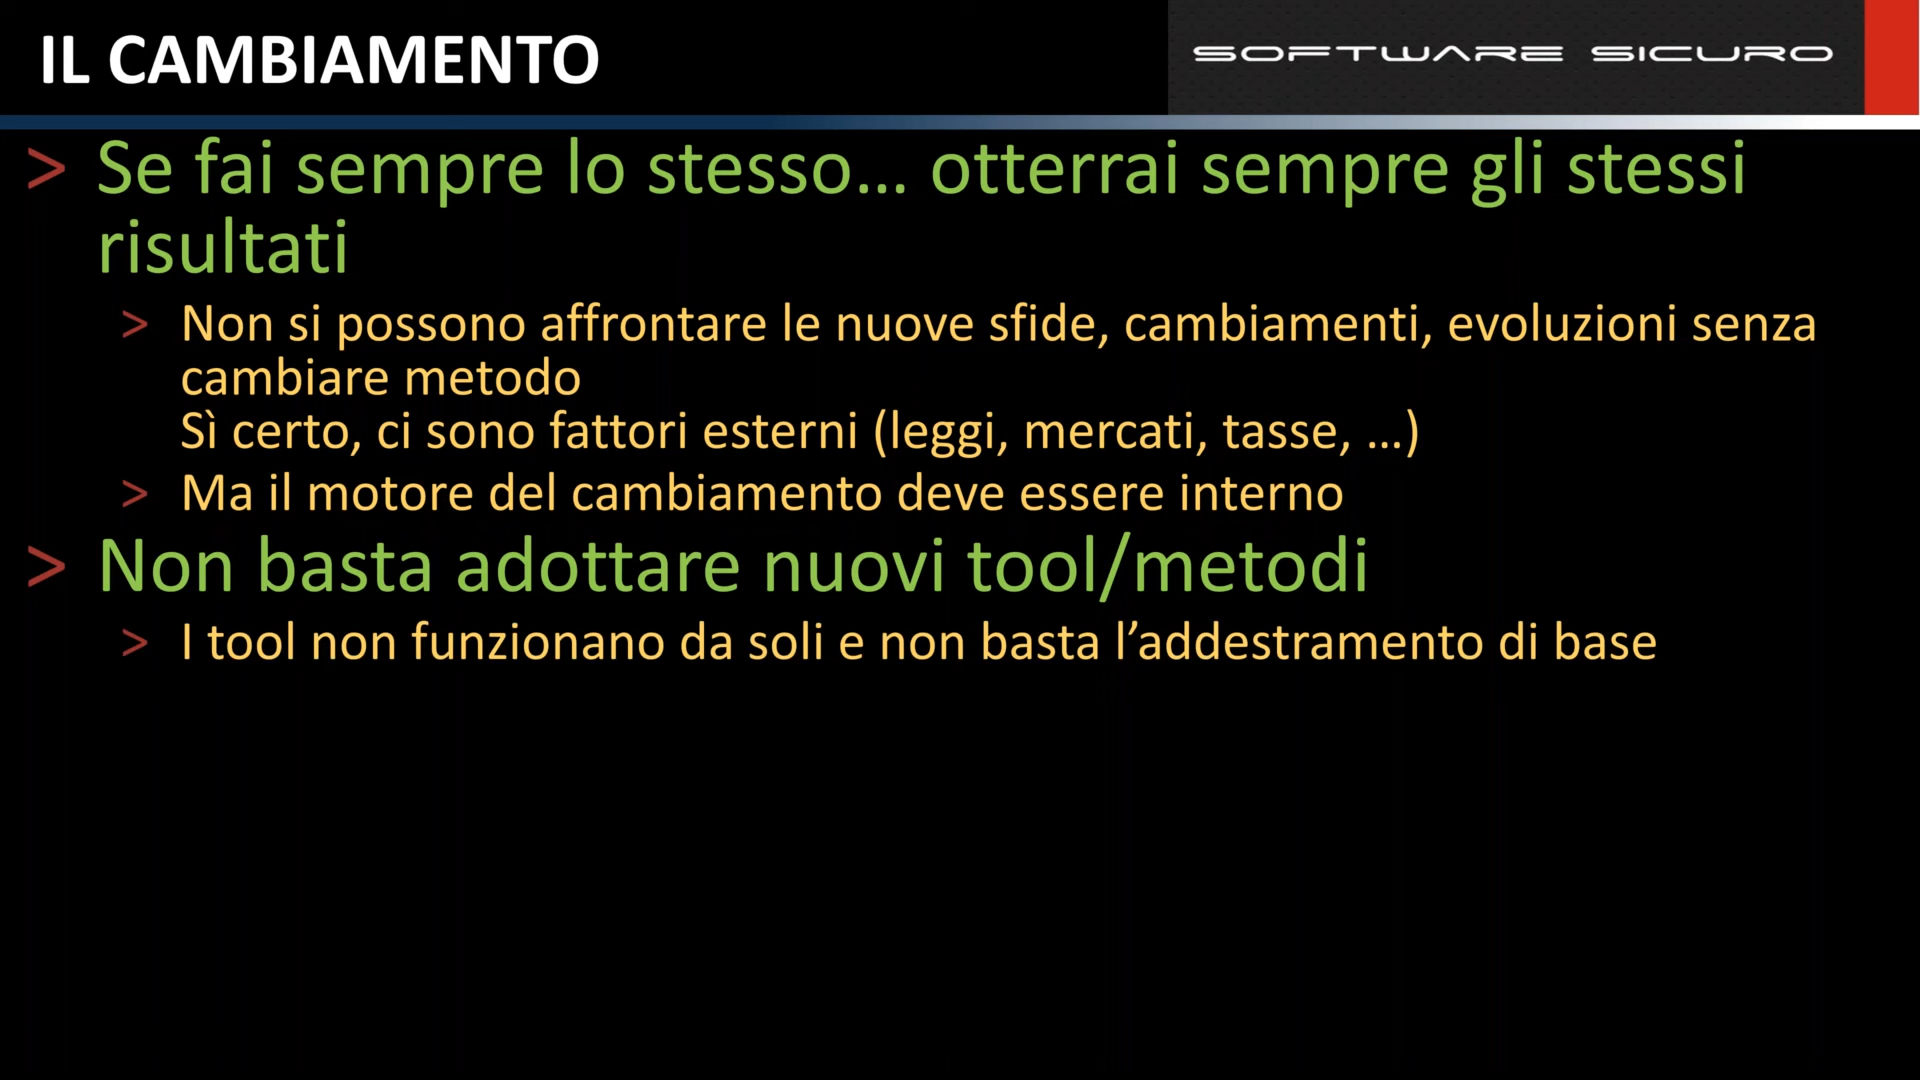 IL CAMBIAMENTO
SOFTWARE SICURO
> Se fai sempre lo stesso... otterrai sempre gli stessi
risultati
> Non si possono affrontare le nuove sfide, cambiamenti, evoluzioni senza
cambiare metodo
Sì certo, ci sono fattori esterni (leggi, mercati, tasse, ...)
> Ma il motore del cambiamento deve essere interno
> Non basta adottare nuovi tool/metodi
> I tool non funzionano da soli e non basta l’addestramento di base